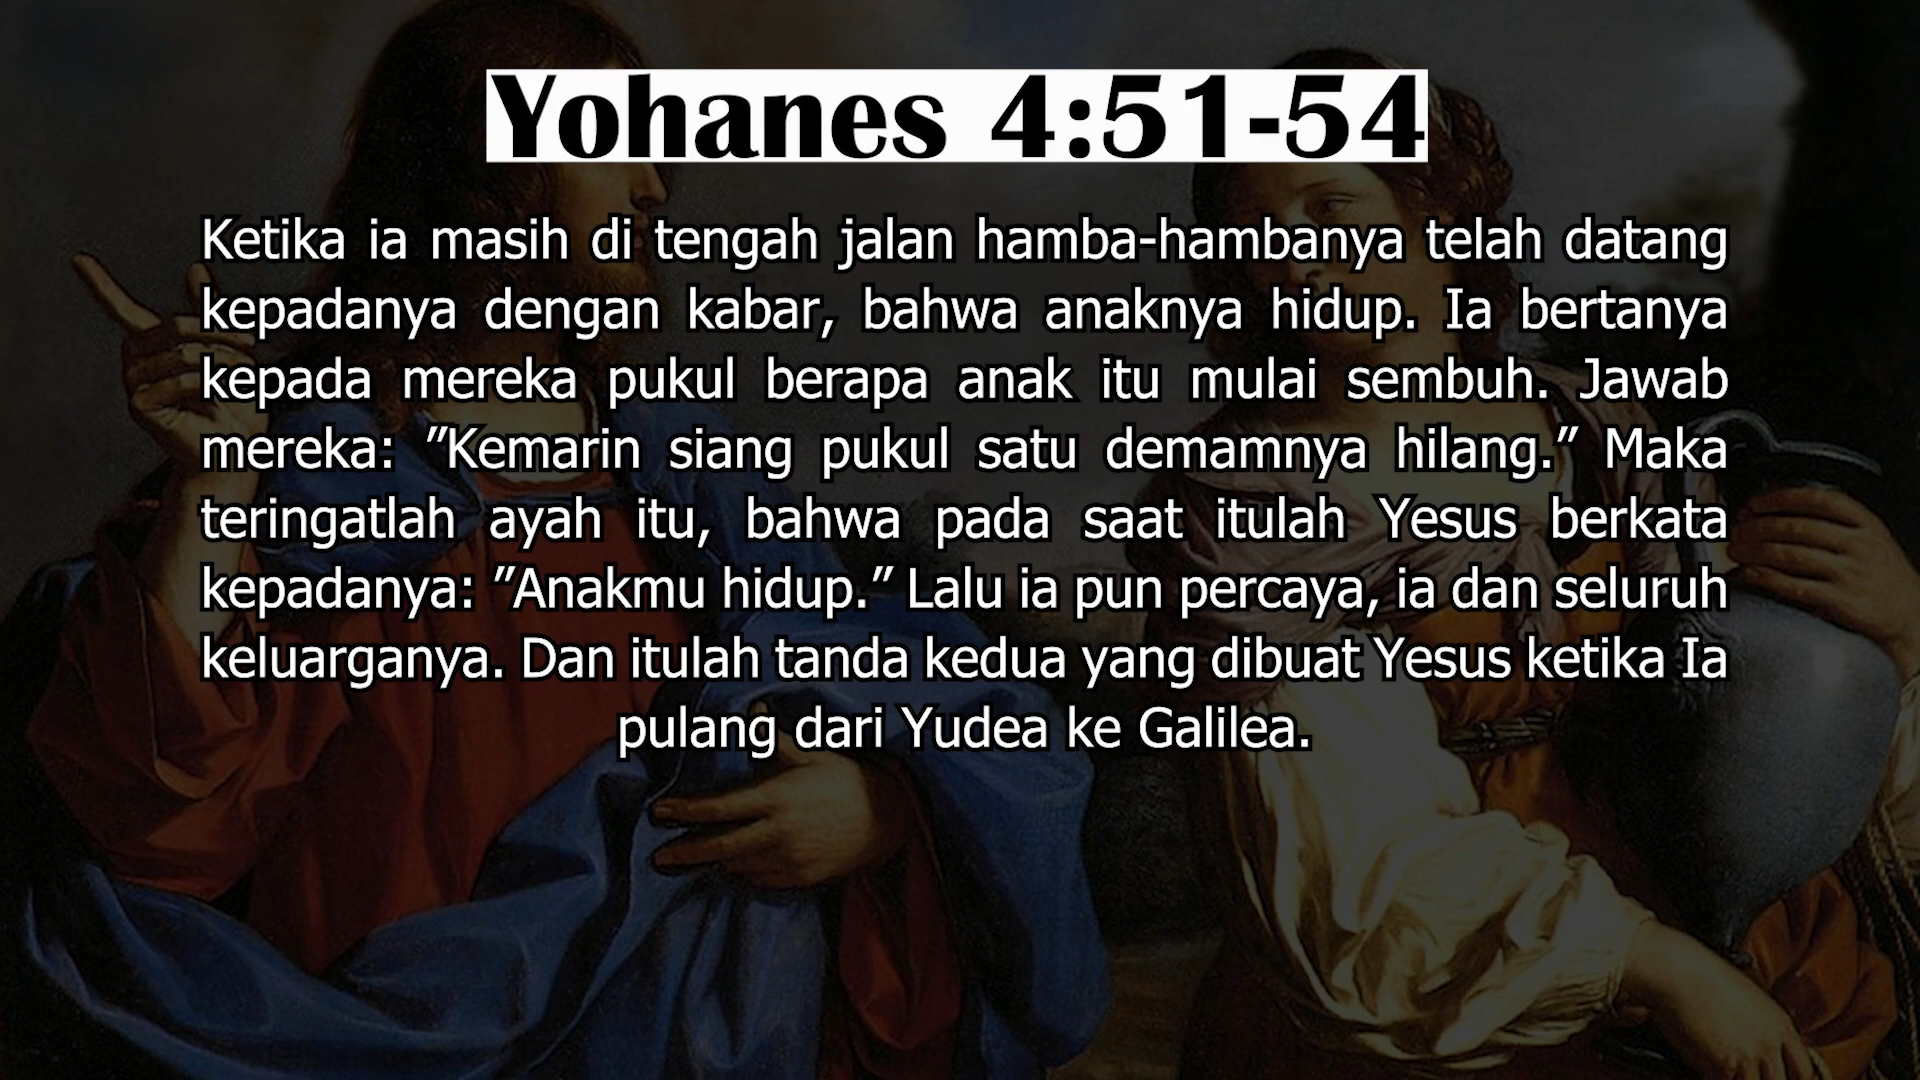 Yohanes 4:51-54
Ketika ia masih di tengah jalan hamba-hambanya telah datang
kepadanya dengan kabar, bahwa anaknya hidup. Ia bertanya
kepada mereka pukul berapa anak itu mulai sembuh. Jawab
mereka: ”Kemarin siang pukul satu demamnya hilang.” Maka
teringatlah ayah itu, bahwa pada saat itulah Yesus berkata
kepadanya: ”Anakmu hidup.” Lalu ia pun percaya, ia dan seluruh
keluarganya. Dan itulah tanda kedua yang dibuat Yesus ketika Ia
pulang dari Yudea ke Galilea.